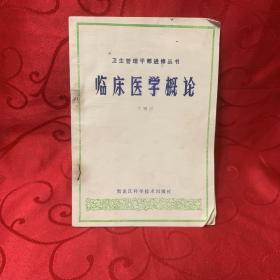 卫生管理干部进修丛书
临床医学概论
黑龙江科学技术出版社